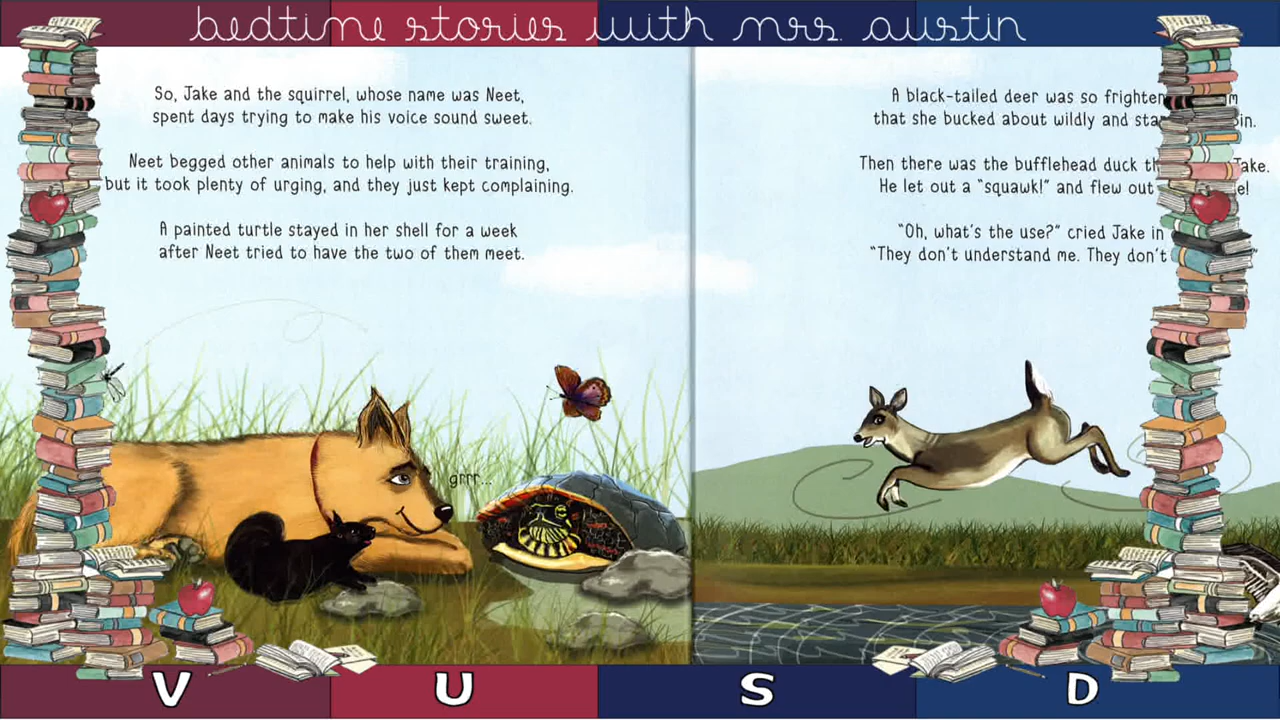 bedtime stories with mrs. austin
So, Jake and the squirrel, whose name was Neet,
spent days trying to make his voice sound sweet.
Neet begged other animals to help with their training,
but it took plenty of urging, and they just kept complaining.
A painted turtle stayed in her shell for a week
after Neet tried to have the two of them meet.
grrr...
A black-tailed deer was so
that she bucked about wildly and
Then there was the bufflehead duck Jake.
He let out a "squawk!" and flew out
"Oh, what's the use?" cried Jake in
"They don't understand me. They don't
V U S D